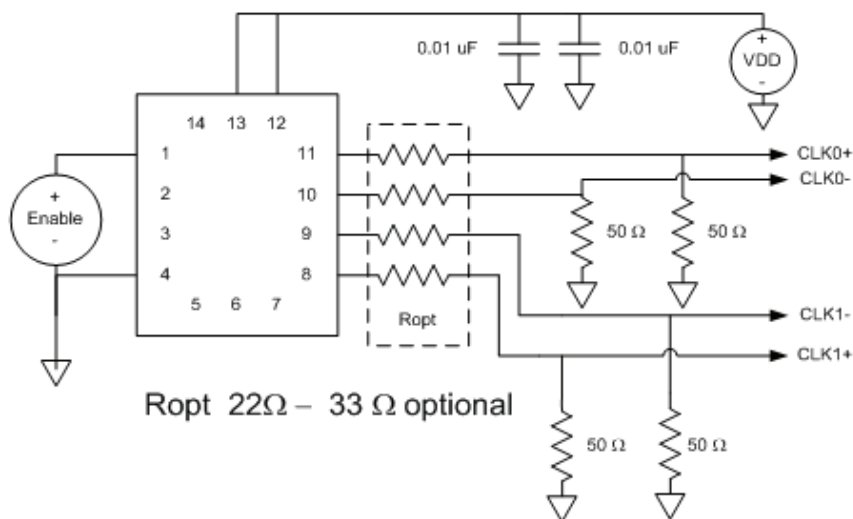 0.01 uF
0.01 uF
+
VDD
-
14 13 12
1
11
CLK0+
CLK0-
+
Enable
-
2
10
3
9
50 Ω
50 Ω
4
8
5 6 7
Ropt
CLK1-
CLK1+
Ropt 22Ω – 33 Ω optional
50 Ω
50 Ω